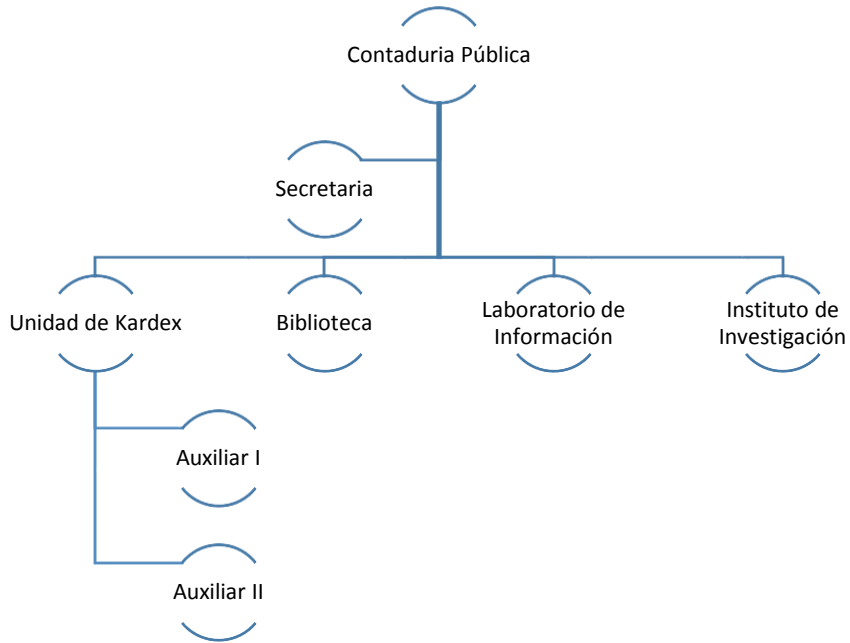 Contaduria Pública
Secretaria
Unidad de Kardex
Biblioteca
Laboratorio de
Información
Instituto de
Investigación
Auxiliar I
Auxiliar II